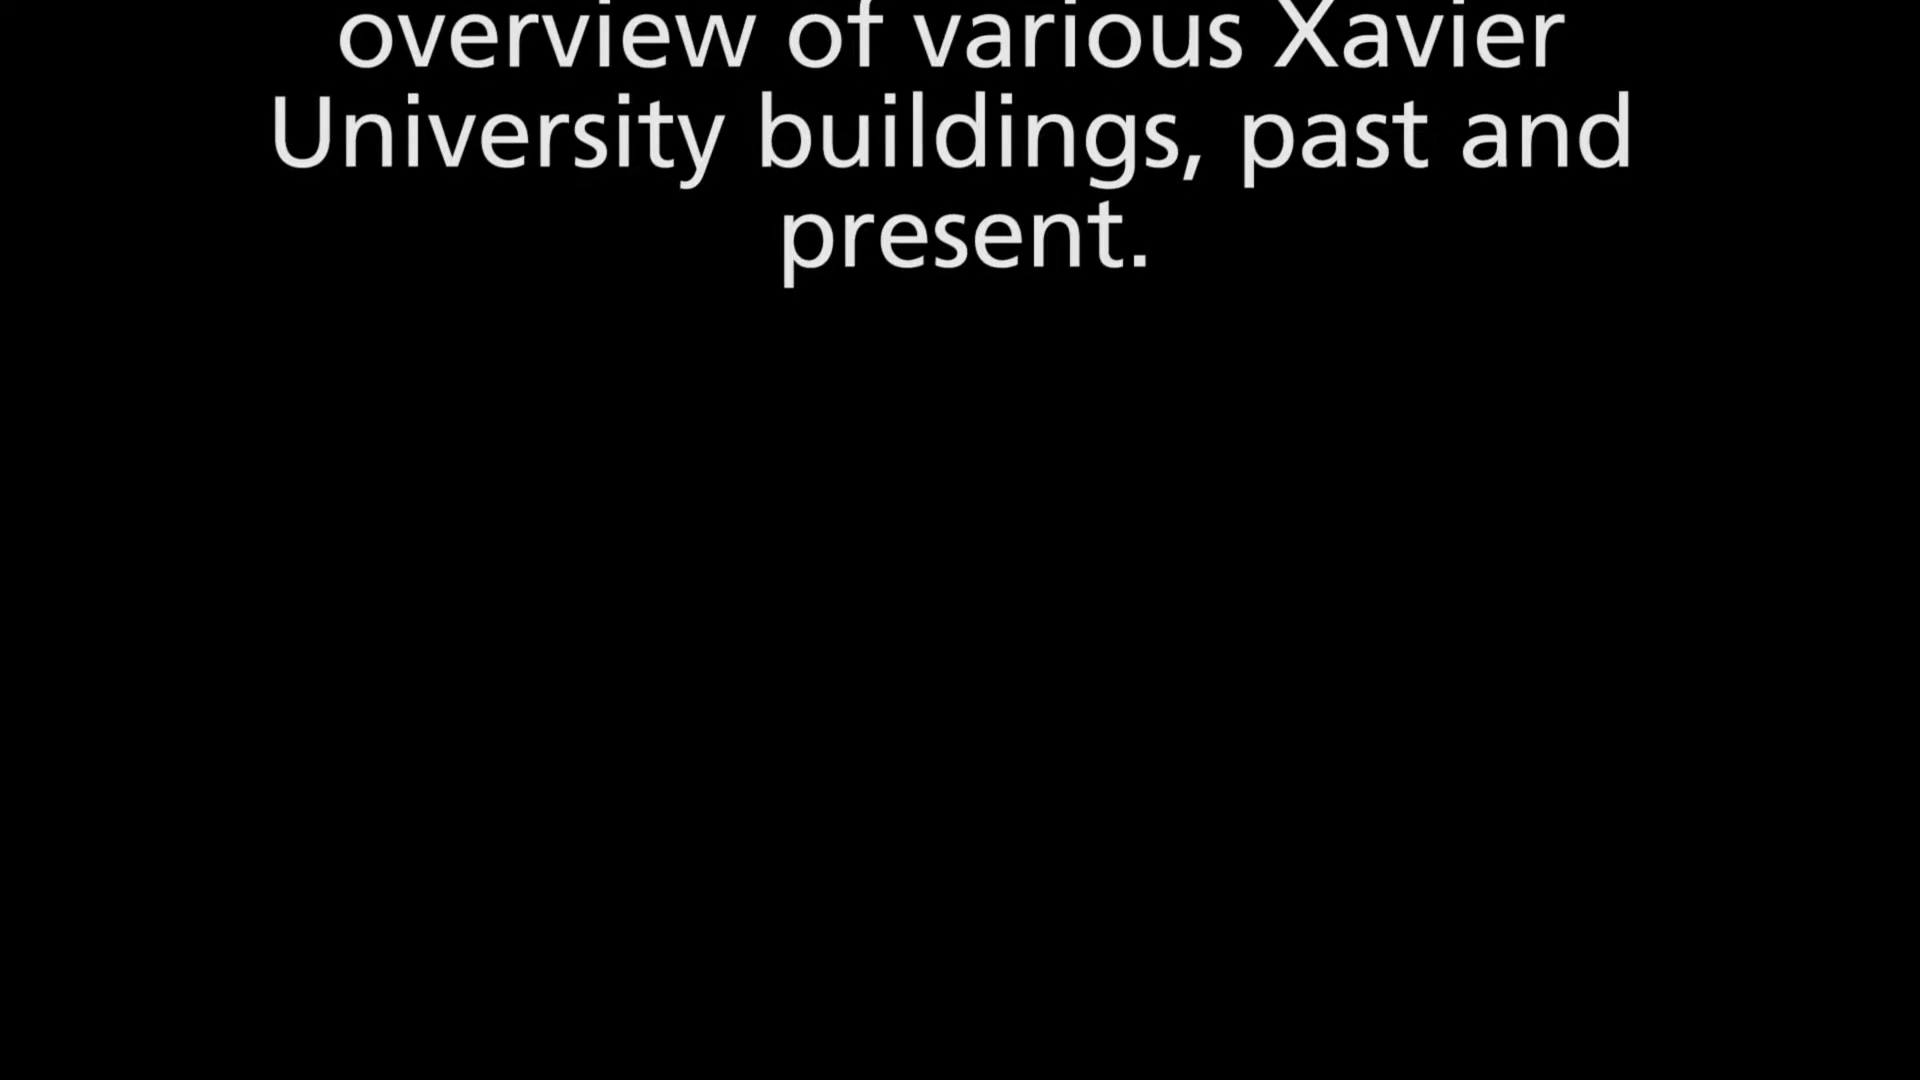 overview of various Xavier
University buildings, past and
present.